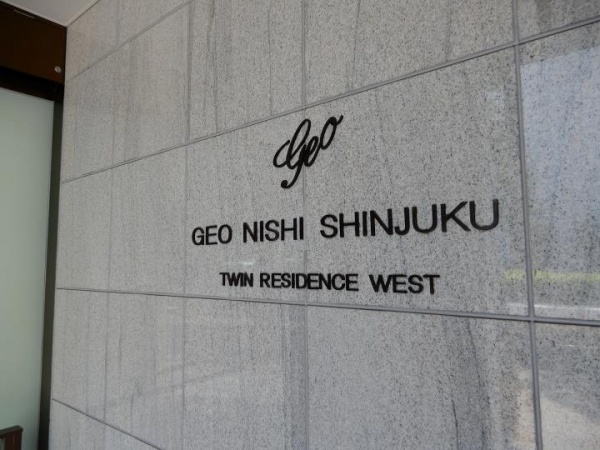 Geo
GEO NISHI SHINJUKU
TWIN RESIDENCE WEST